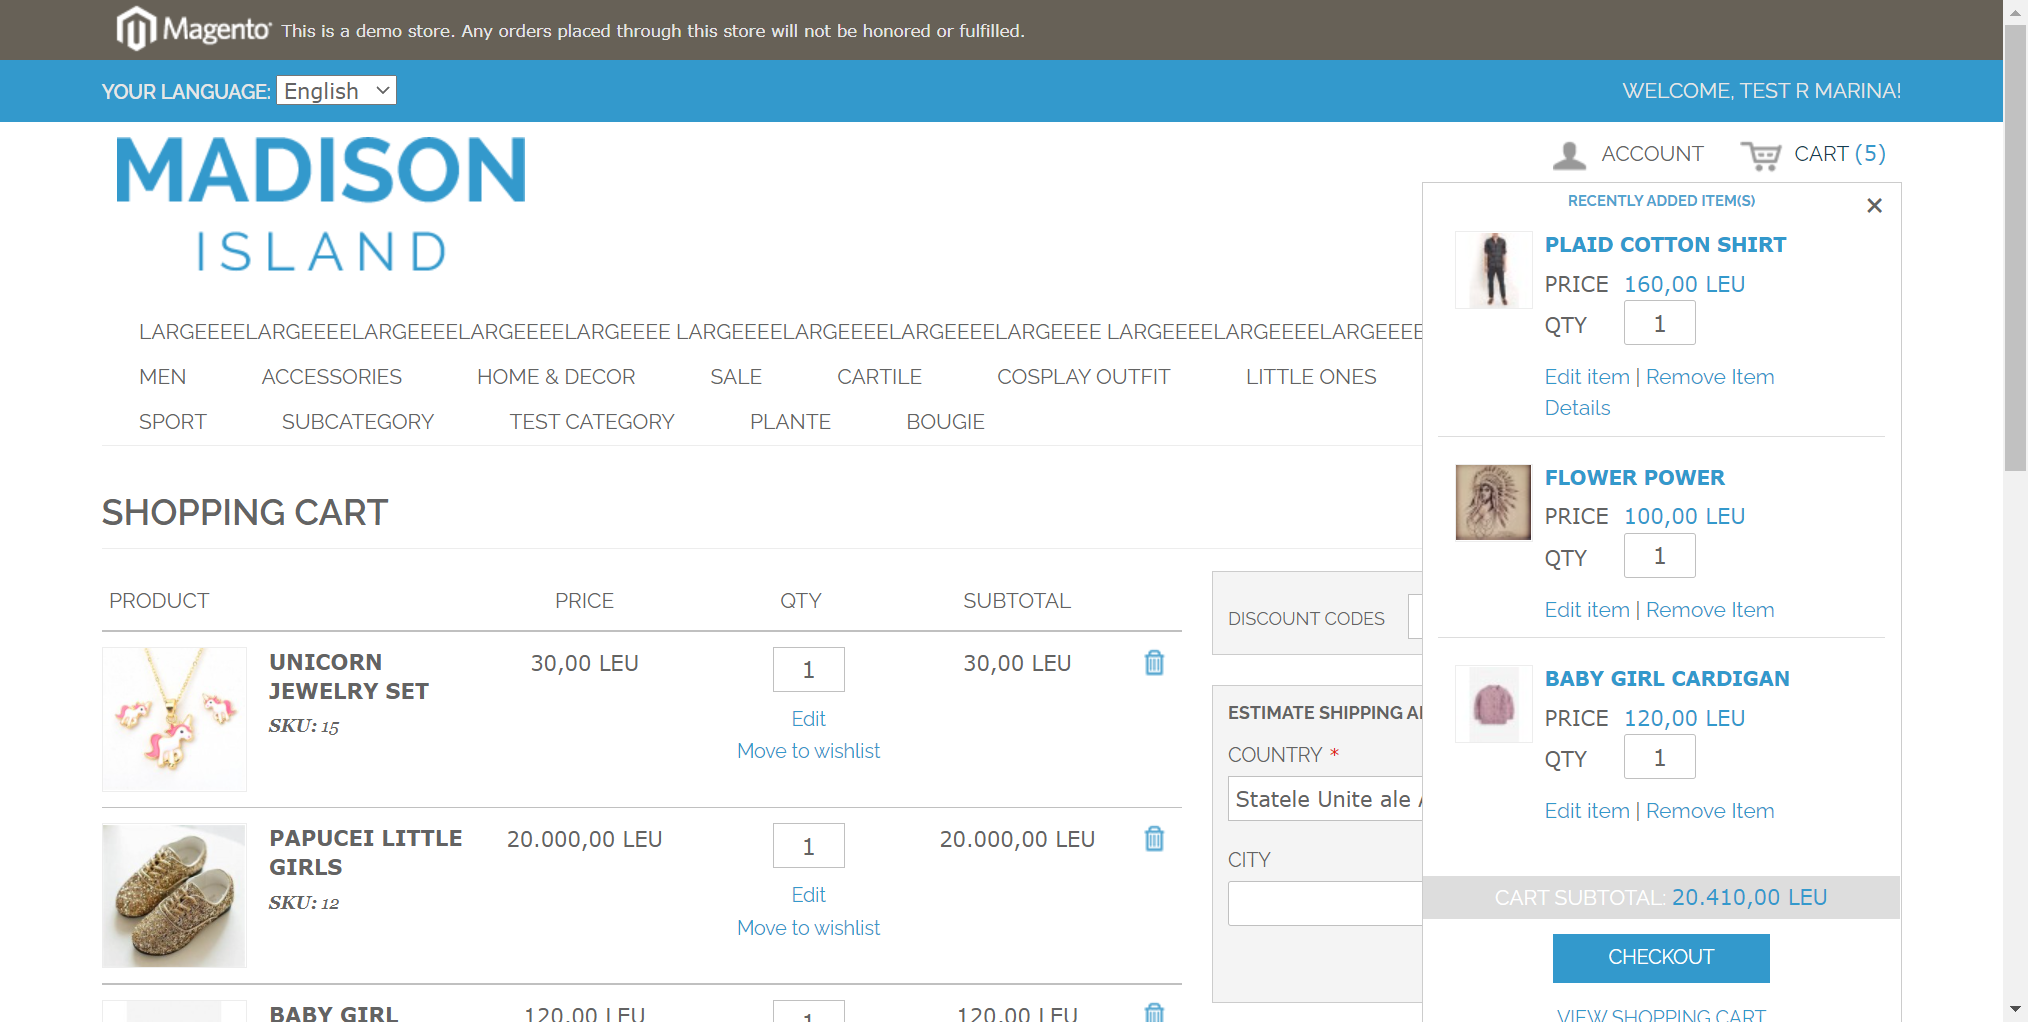 Magento This is a demo store. Any orders placed through this store will not be honored or fulfilled.
YOUR LANGUAGE: English
WELCOME, TEST R MARINA!
MADISON
ISLAND
ACCOUNT
CART (5)
LARGEEEELARGEEEELARGEEEELARGEEEELARGEEEE LARGEEEELARGEEEELARGEEEELARGEEEE LARGEEEELARGEEEELARGEEEE
MEN ACCESSORIES HOME & DECOR SALE CARTILE COSPLAY OUTFIT LITTLE ONES
SPORT SUBCATEGORY TEST CATEGORY PLANTE BOUGIE
SHOPPING CART
PRODUCT PRICE QTY SUBTOTAL
UNICORN
JEWELRY SET
SKU: 15
30,00 LEU
1
Edit
Move to wishlist
30,00 LEU
PAPUCEI LITTLE
GIRLS
SKU: 12
20.000,00 LEU
1
Edit
Move to wishlist
20.000,00 LEU
BABY GIRL
120,00 LEU
1
120,00 LEU
DISCOUNT CODES
ESTIMATE SHIPPING
COUNTRY *
Statele Unite ale
CITY
RECENTLY ADDED ITEM(S)
×
PLAID COTTON SHIRT
PRICE 160,00 LEU
QTY 1
Edit item | Remove Item
Details
FLOWER POWER
PRICE 100,00 LEU
QTY 1
Edit item | Remove Item
BABY GIRL CARDIGAN
PRICE 120,00 LEU
QTY 1
Edit item | Remove Item
CART SUBTOTAL: 20.410,00 LEU
CHECKOUT
VIEW SHOPPING CART